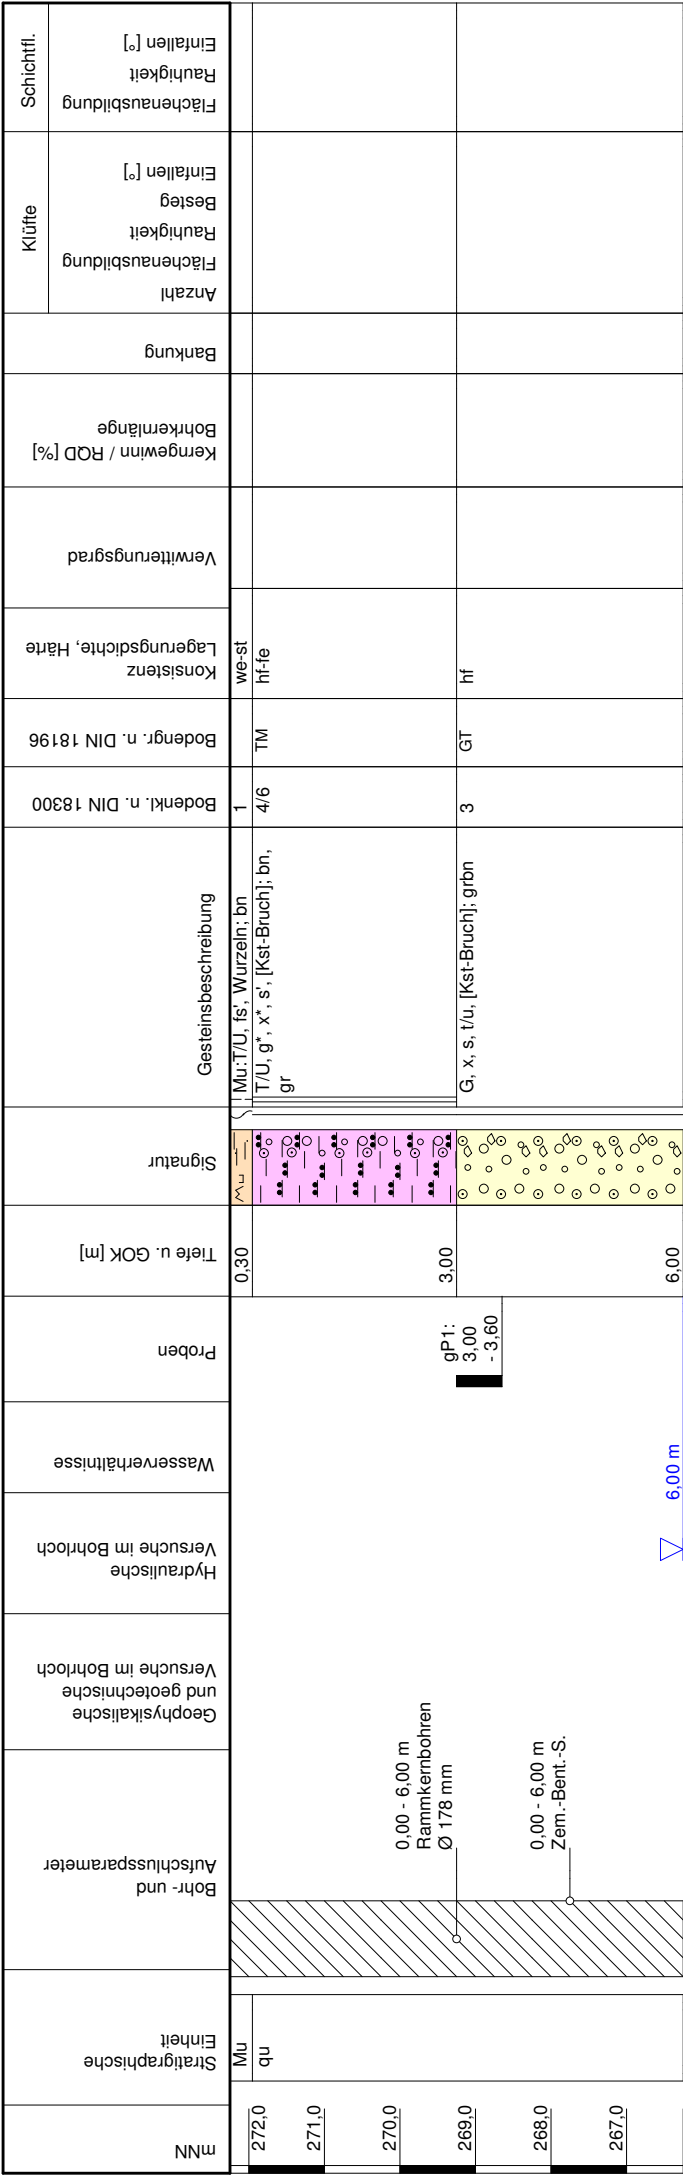 mNN
Stratigraphische
Einheit
Bohr- und
Aufschlussparameter
Geophysikalische
und geotechnische
Versuche im Bohrloch
Hydraulische
Versuche im Bohrloch
Wasserverhältnisse
Proben
Tiefe u. GOK [m]
Signatur
Gesteinsbeschreibung
Bodenkl. n. DIN 18300
Bodengr. n. DIN 18196
Konsistenz
Lagerungsdichte, Härte
Verwitterungsgrad
Kerngewinn / RQD [%]
Bohrkernlänge
Bankung
Klüfte
Anzahl
Flächenausbildung
Rauhigkeit
Besteg
Einfallen [°]
Schichtfl.
Flächenausbildung
Rauhigkeit
Einfallen [°]
272,0
271,0
270,0
269,0
268,0
267,0
Mu
qu
0,00 - 6,00 m
Rammkernbohren
Ø 178 mm
0,00 - 6,00 m
Zem.-Bent.-S.
6,00 m
gP1:
3,00
- 3,60
0,30
3,00
6,00
Mu:T/U, fs', Wurzeln; bn
T/U, g*, x*, s', [Kst-Bruch]; bn,
gr
G, x, s, t/u, [Kst-Bruch]; grbn
1
4/6
3
TM
GT
we-st
hf-fe
hf